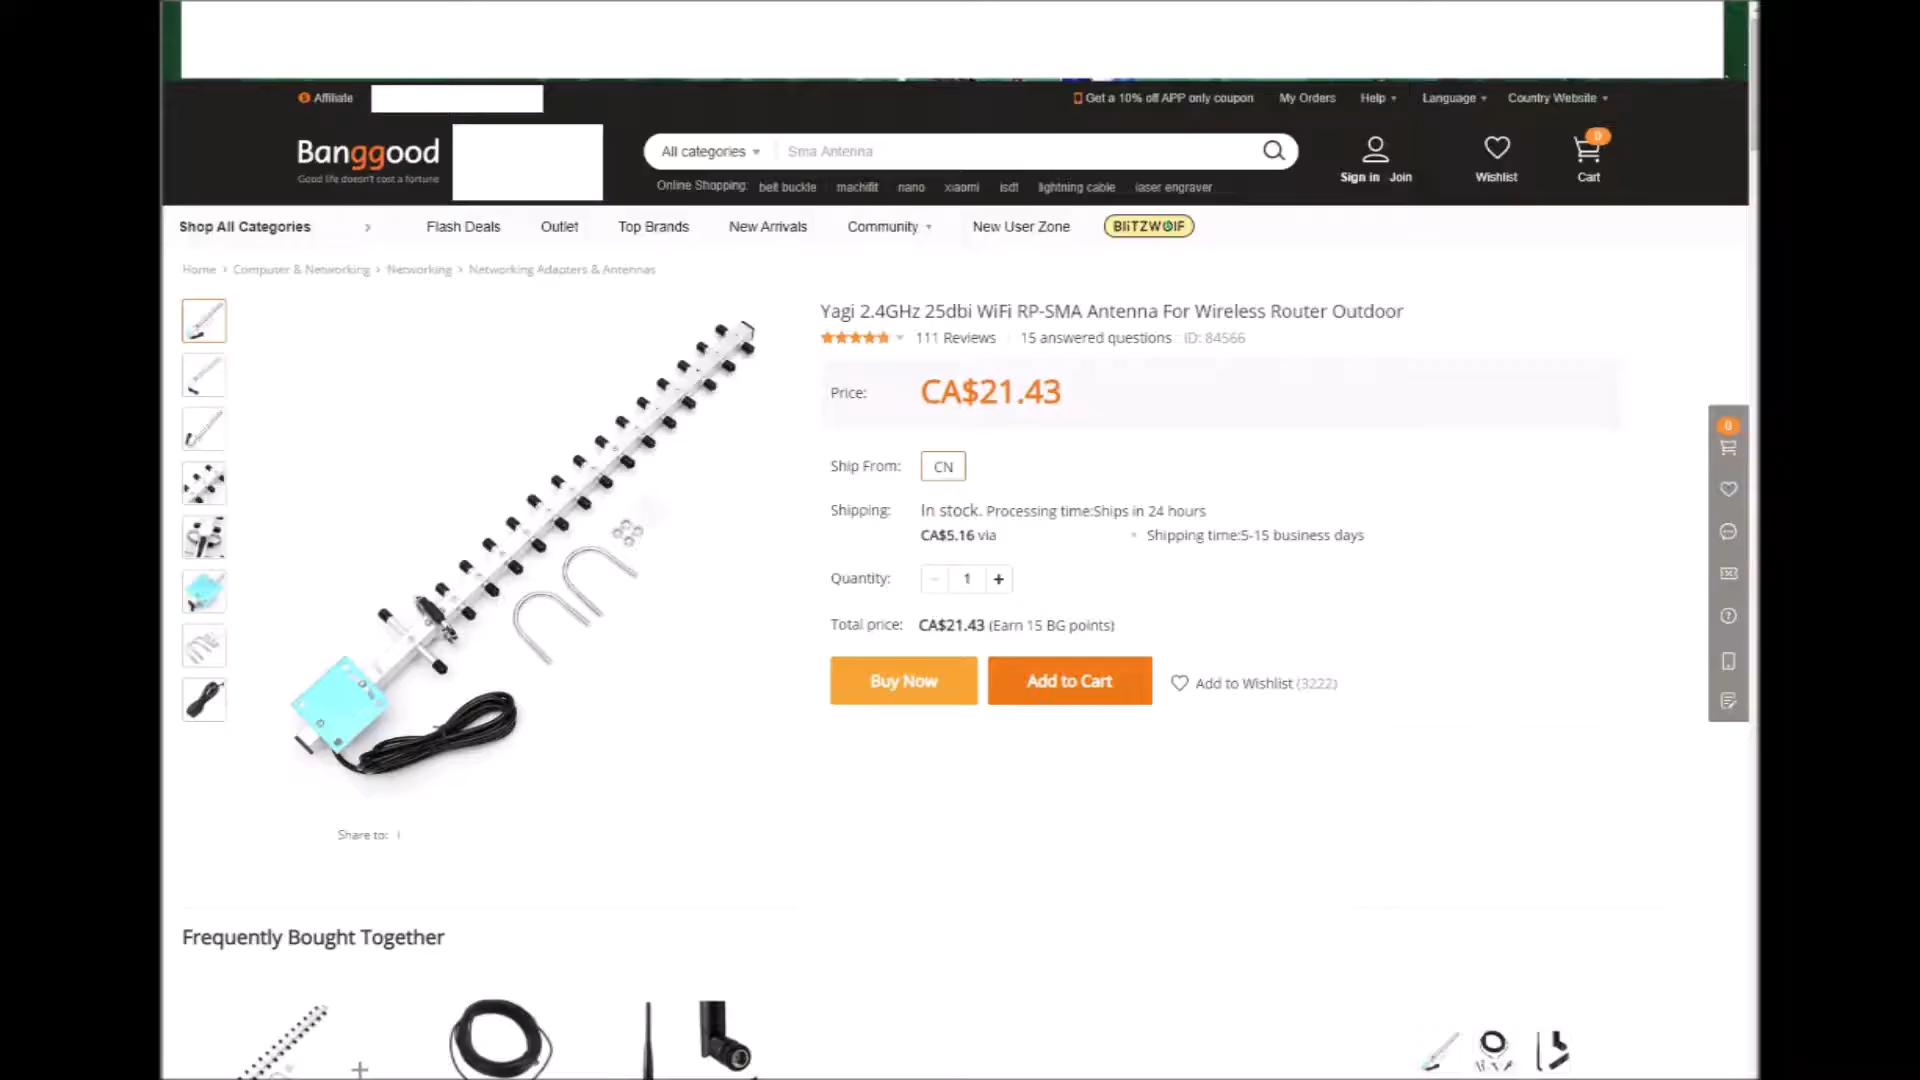 Affiliate
Get a 10% off APP only coupon
My Orders
Help
Language
Country Website
Banggood
Good life doesn't cost a fortune
All categories
Sma Antenna
Online Shopping:
belt buckle
machifit
nano
xiaomi
isdt
lightning cable
laser engraver
Sign in Join
Wishlist
0
Cart
Shop All Categories
Flash Deals
Outlet
Top Brands
New Arrivals
Community
New User Zone
BLiTZWOlF
Home > Computer & Networking > Networking > Networking Adapters & Antennas
Yagi 2.4GHz 25dbi WiFi RP-SMA Antenna For Wireless Router Outdoor
111 Reviews
15 answered questions
ID: 84566
Price:
CA$21.43
Ship From:
CN
Shipping:
In stock. Processing time:Ships in 24 hours
CA$5.16 via
Shipping time:5-15 business days
Quantity:
1
Total price:
CA$21.43 (Earn 15 BG points)
Buy Now
Add to Cart
Add to Wishlist (3222)
0
Share to:
Frequently Bought Together